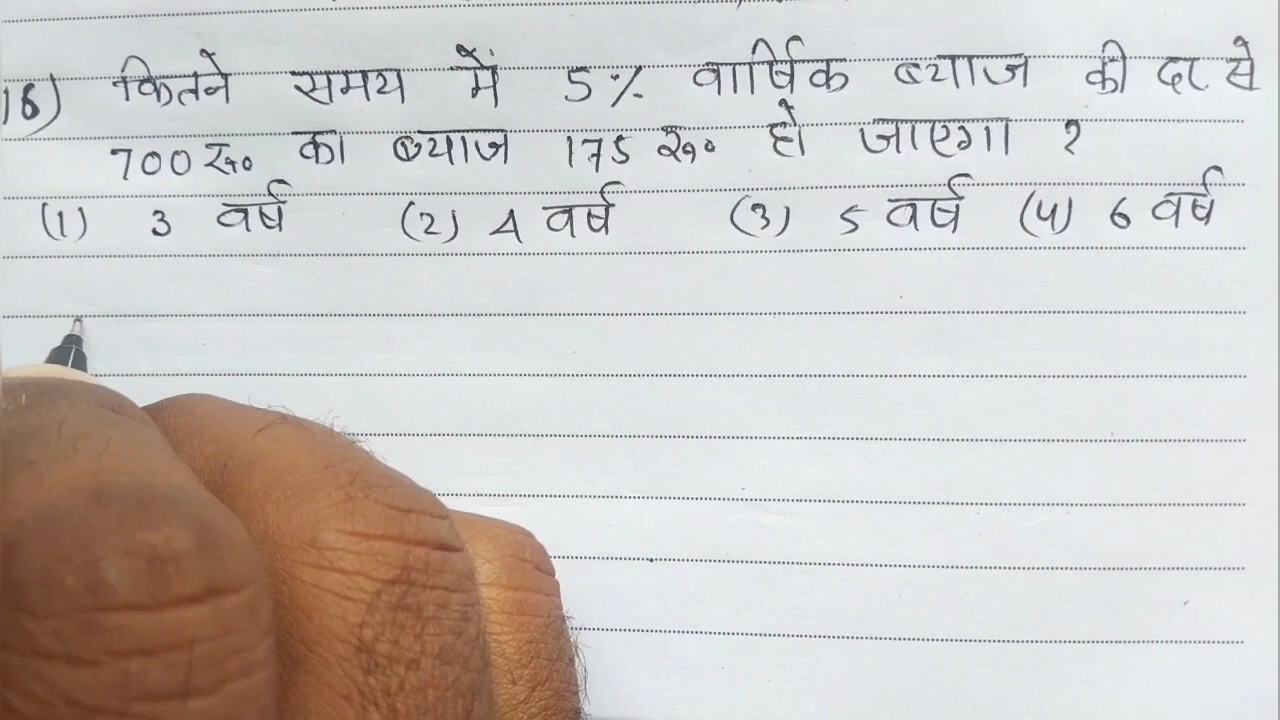 16) कितने समय में 5% वार्षिक ब्याज की दर से
700 रु० का ब्याज 175 रु० हो जाएगा ?
(1) 3 वर्ष (2) 4 वर्ष (3) 5 वर्ष (4) 6 वर्ष